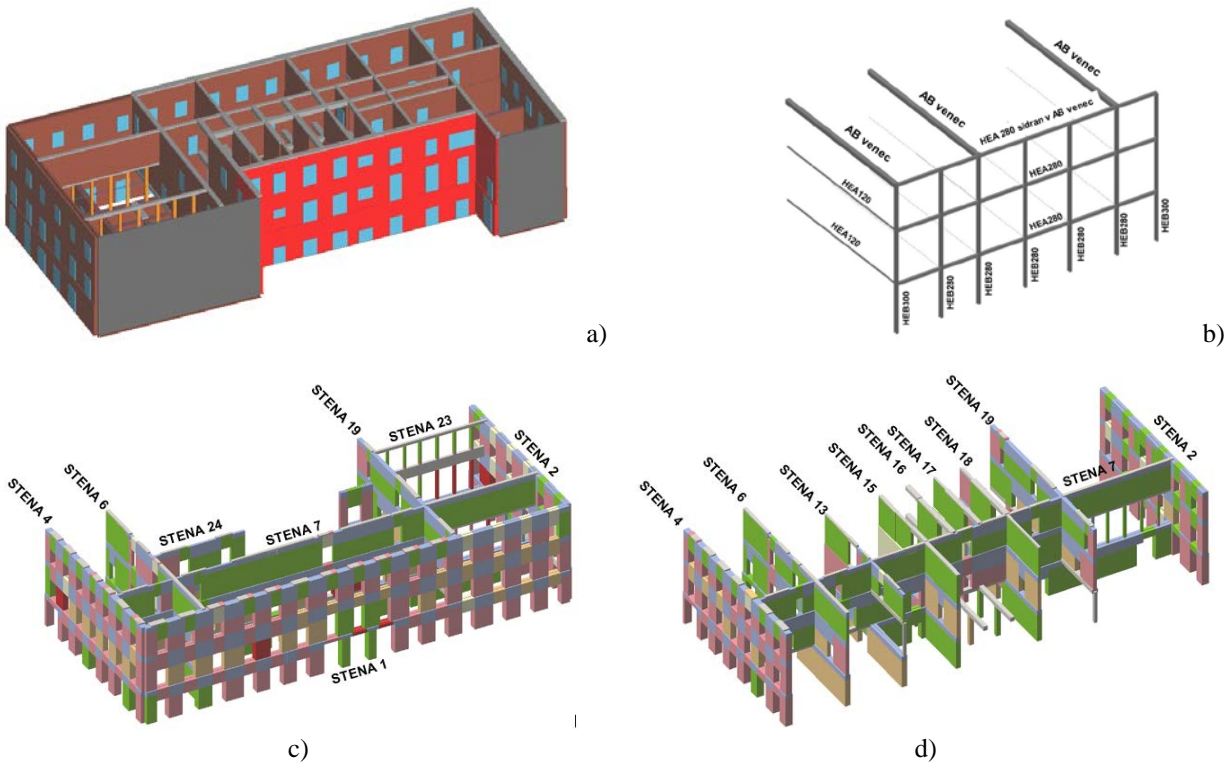 a)
AB venec
AB venec
AB venec
HEA 280 sidran v AB venec
HEA120
HEA280
HEA120
HEA280
HEB300
HEB280
HEB280
HEB280
HEB280
HEB280
HEB300
b)
STENA 4
STENA 6
STENA 24
STENA 7
STENA 19
STENA 23
STENA 2
STENA 1
c)
STENA 4
STENA 6
STENA 13
STENA 15
STENA 16
STENA 17
STENA 18
STENA 19
STENA 7
STENA 2
d)